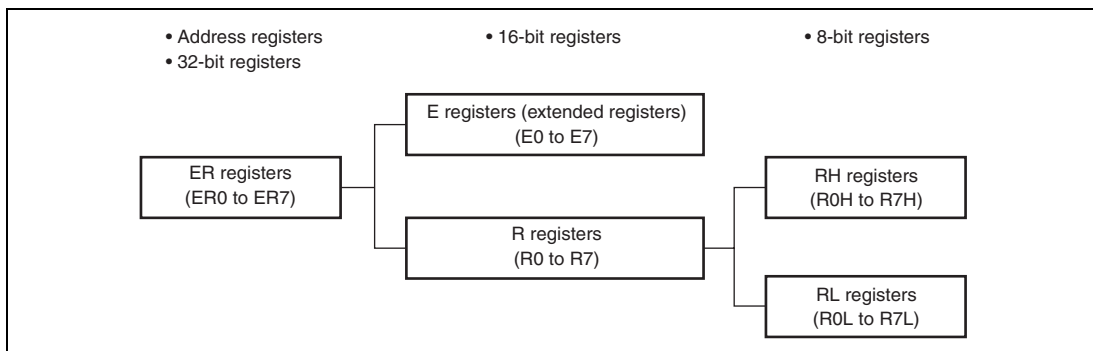 • Address registers
• 32-bit registers
• 16-bit registers
• 8-bit registers
E registers (extended registers)
(E0 to E7)
ER registers
(ER0 to ER7)
RH registers
(R0H to R7H)
R registers
(R0 to R7)
RL registers
(R0L to R7L)